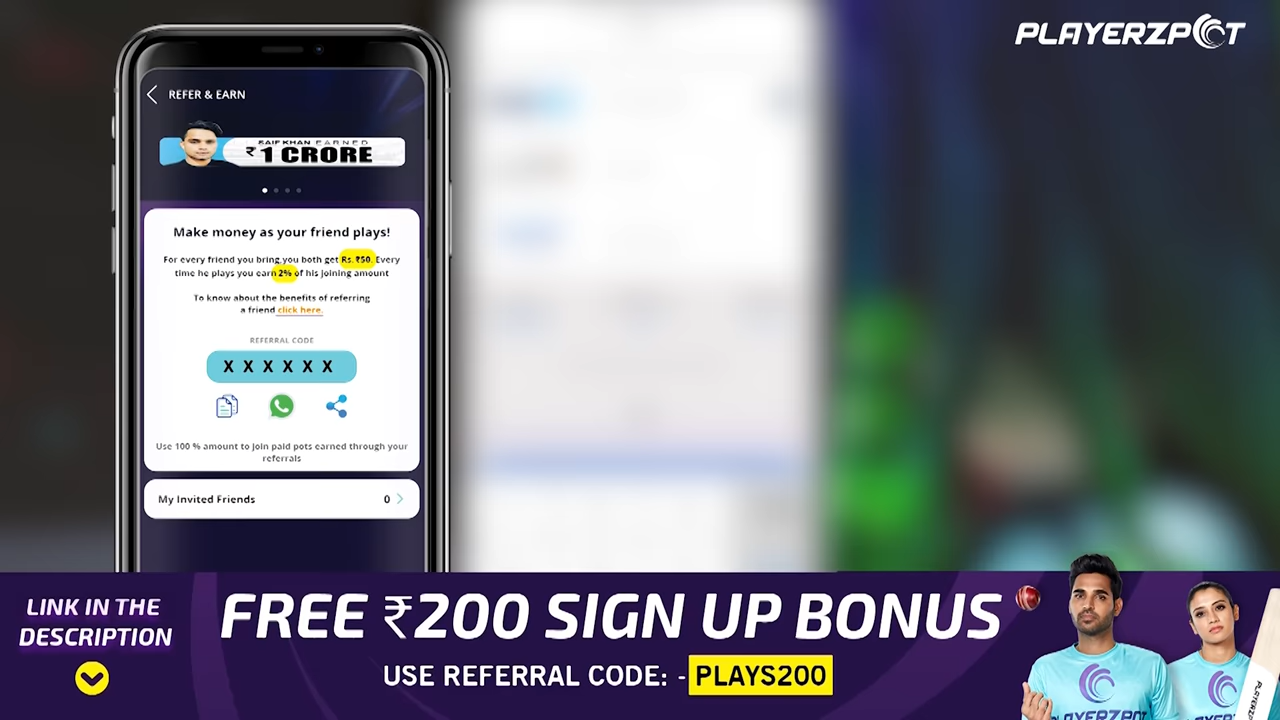 PLAYERZPOT
REFER & EARN
SAIF KHAN EARNED
₹ 1 CRORE
Make money as your friend plays!
For every friend you bring,you both get Rs. ₹50. Every
time he plays you earn 2% of his joining amount
To know about the benefits of referring
a friend click here.
REFERRAL CODE
X X X X X X
Use 100 % amount to join paid pots earned through your
referrals
My Invited Friends 0
LINK IN THE
DESCRIPTION
FREE ₹200 SIGN UP BONUS
USE REFERRAL CODE: - PLAYS200
PLAYERZPOT